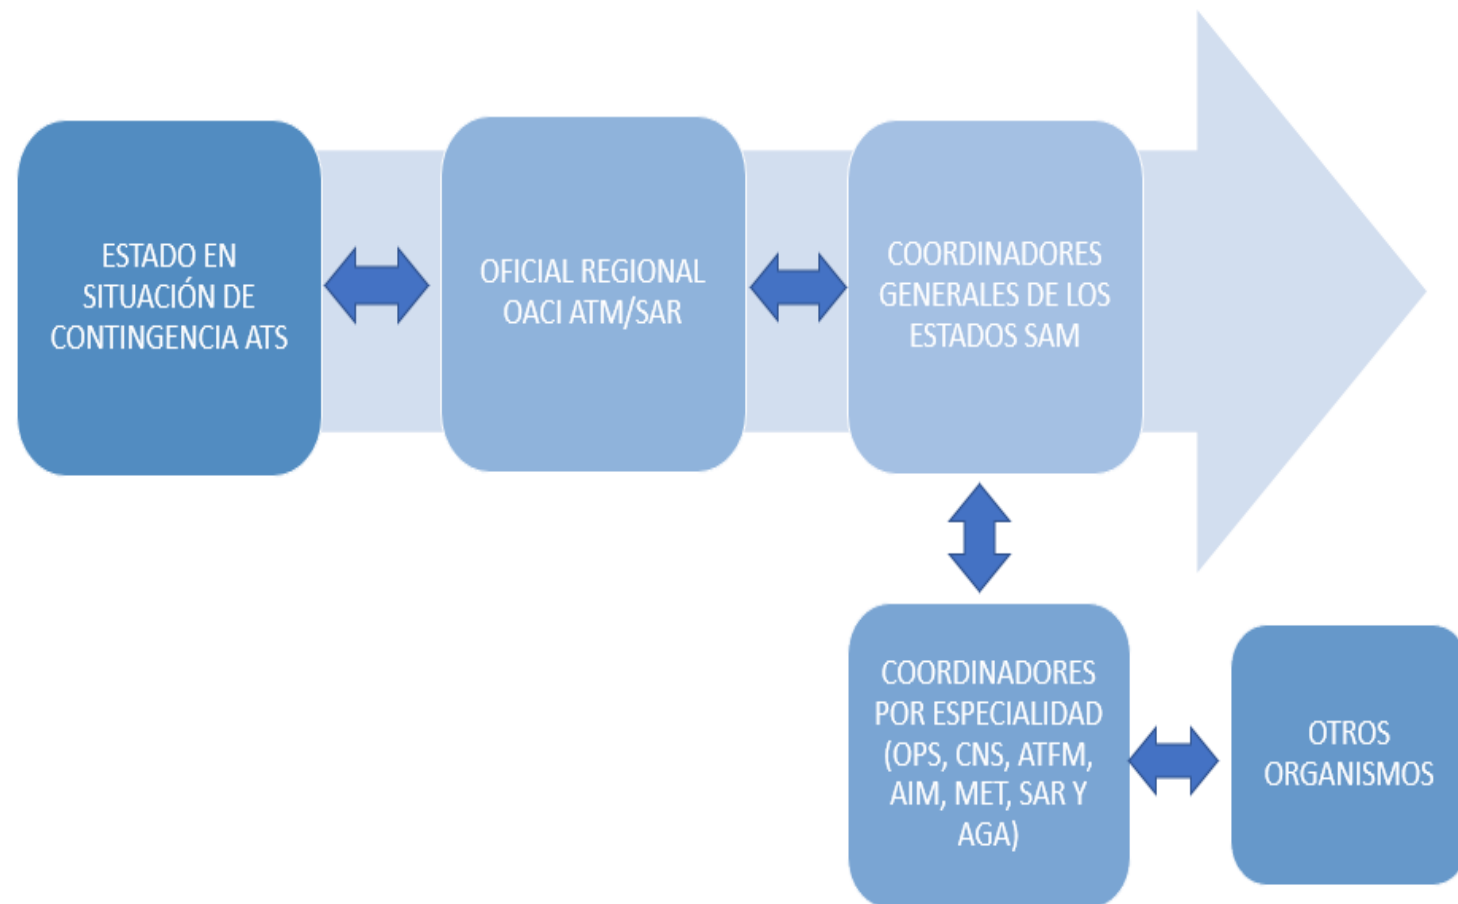 ESTADO EN
SITUACIÓN DE
CONTINGENCIA ATS
OFICIAL REGIONAL
OACI ATM/SAR
COORDINADORES
GENERALES DE LOS
ESTADOS SAM
COORDINADORES
POR ESPECIALIDAD
(OPS, CNS, ATFM,
AIM, MET, SAR Y
AGA)
OTROS
ORGANISMOS